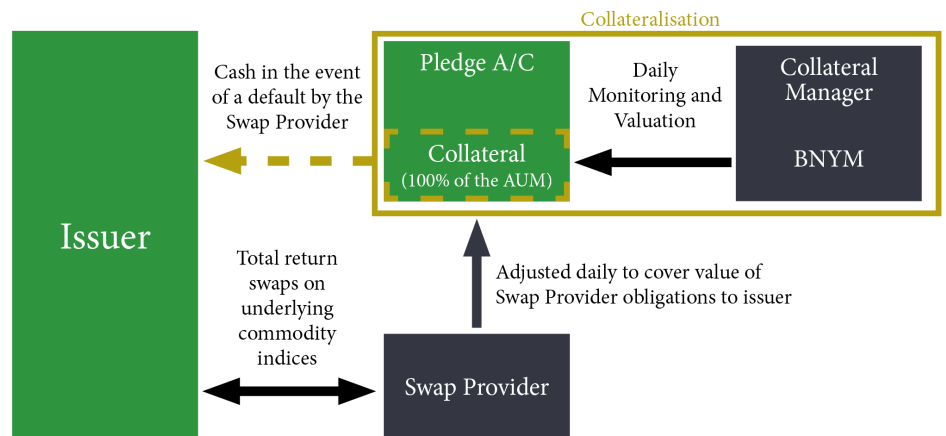 Collateralisation
Issuer
Cash in the event
of a default by the
Swap Provider
Pledge A/C
Collateral
(100% of the AUM)
Daily
Monitoring and
Valuation
Collateral
Manager
BNYM
Total return
swaps on
underlying
commodity
indices
Adjusted daily to cover value of
Swap Provider obligations to issuer
Swap Provider